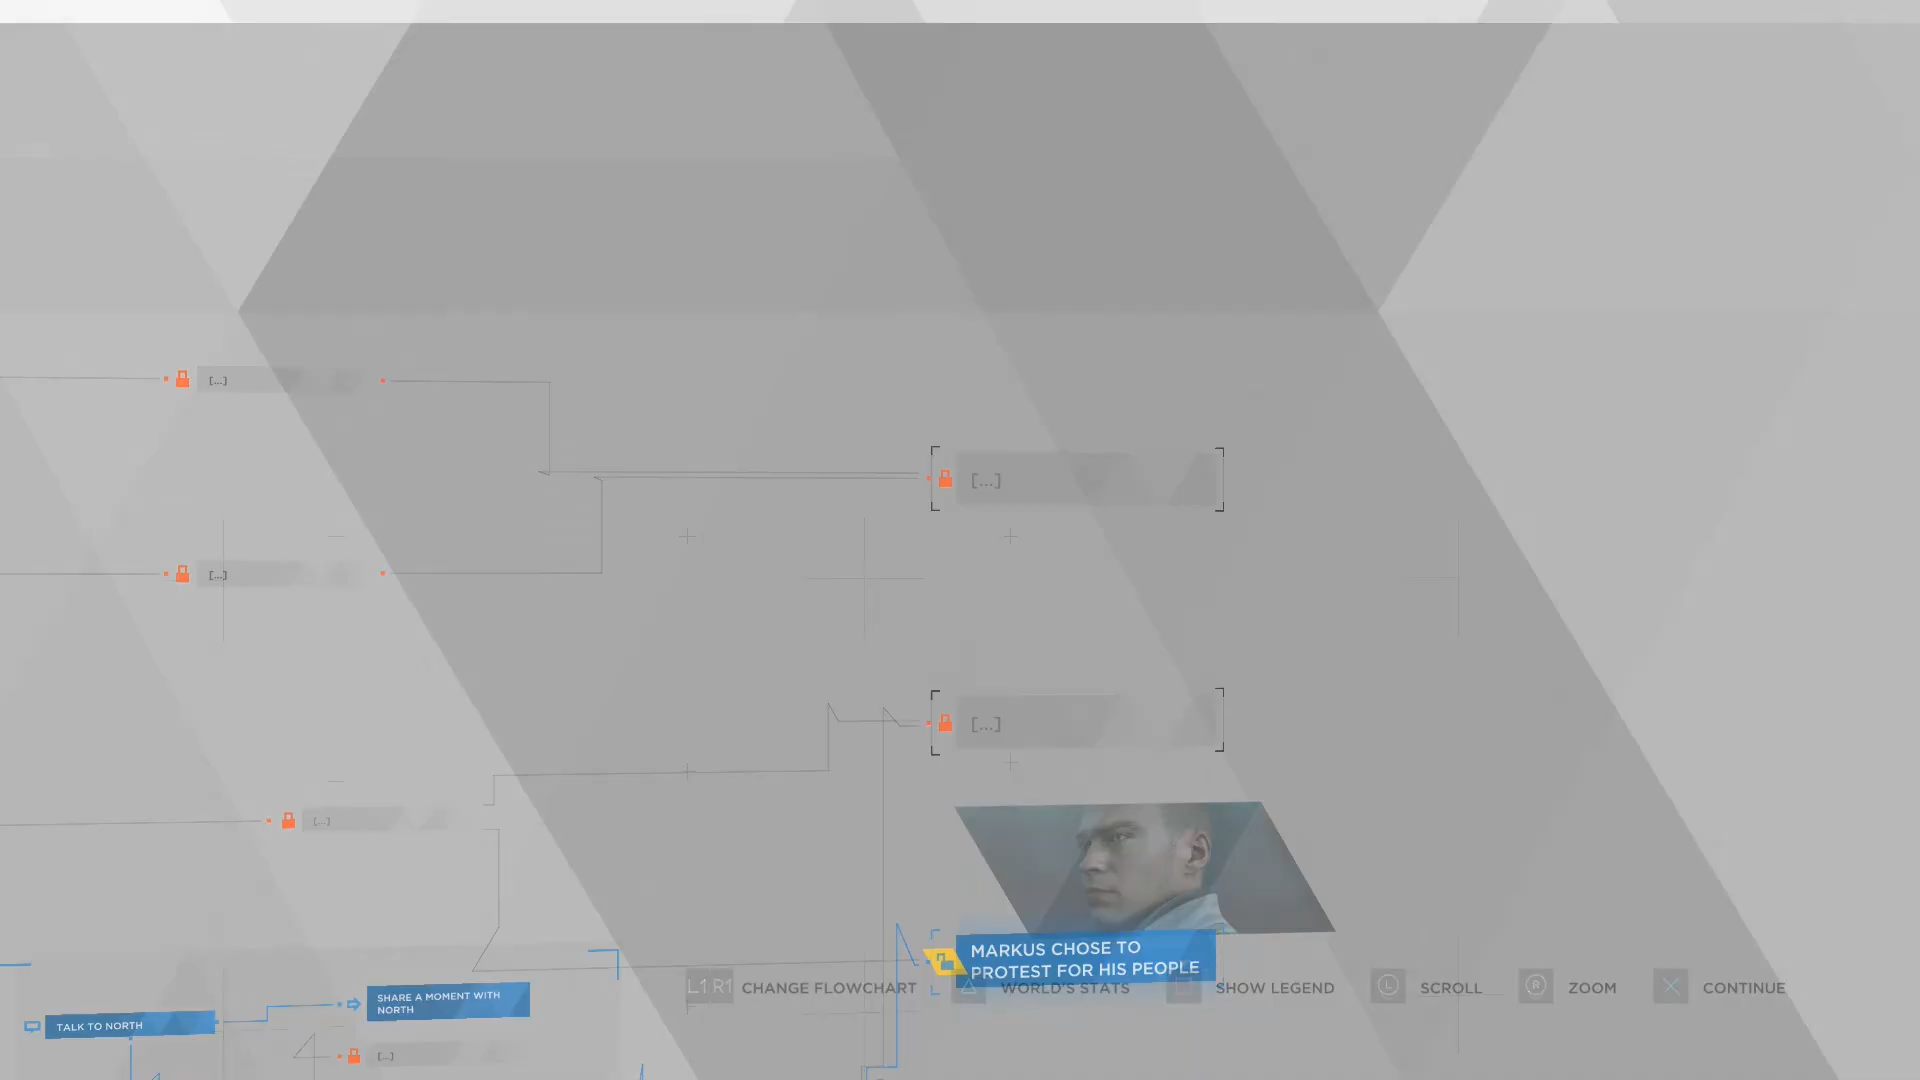 [...]
[...]
[...]
[...]
[...]
MARKUS CHOSE TO
PROTEST FOR HIS PEOPLE
L1 R1 CHANGE FLOWCHART WORLD'S STATS SHOW LEGEND L SCROLL R ZOOM CONTINUE
SHARE A MOMENT WITH
NORTH
TALK TO NORTH
[...]